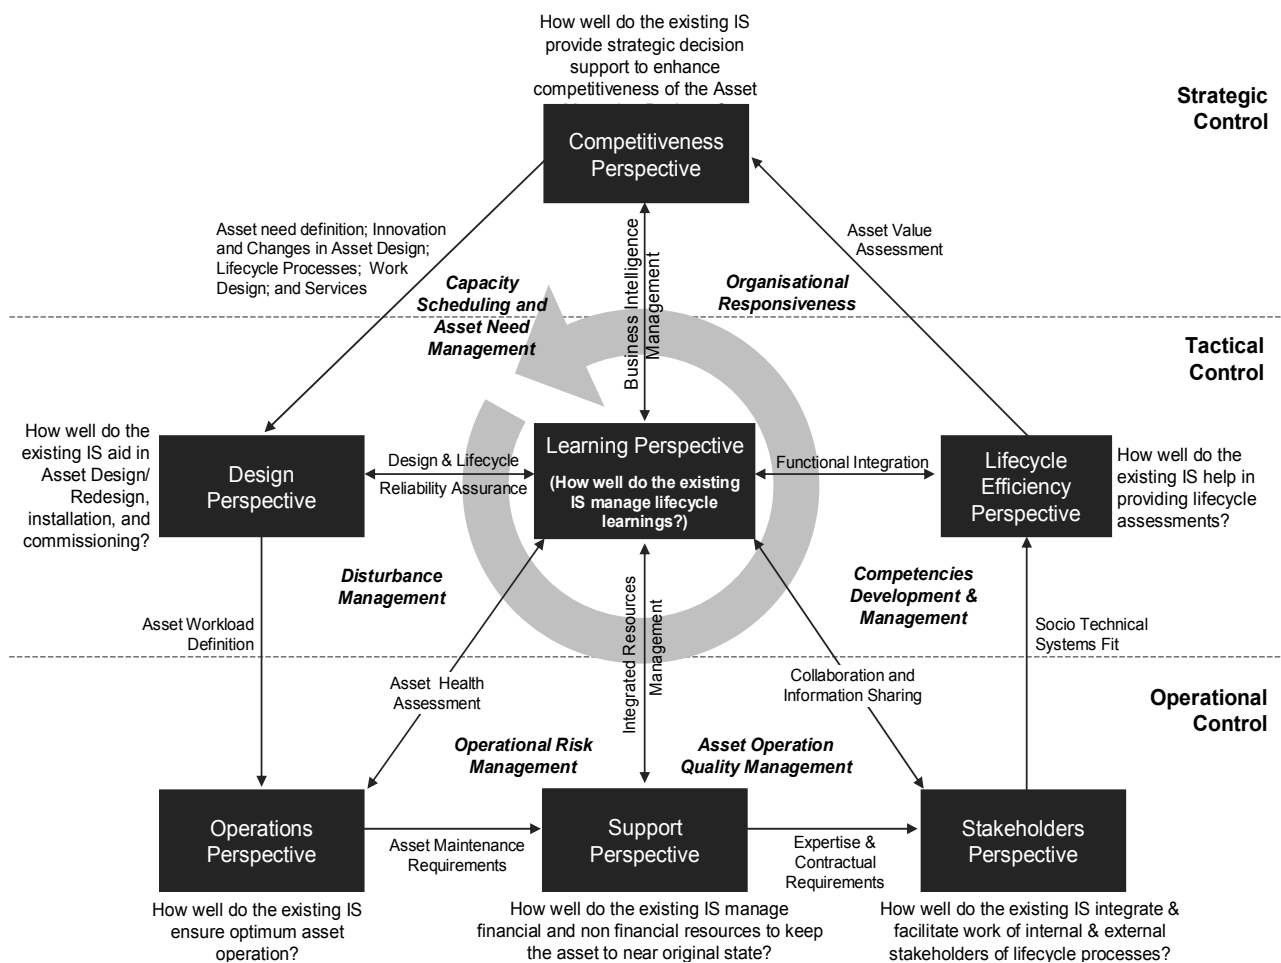 How well do the existing IS
provide strategic decision
support to enhance
competitiveness of the Asset
Strategic
Control
Competitiveness
Perspective
Asset need definition; Innovation
and Changes in Asset Design;
Lifecycle Processes; Work
Design; and Services
Asset Value
Assessment
Capacity
Scheduling and
Asset Need
Management
Business Intelligence
Management
Organisational
Responsiveness
Tactical
Control
How well do the
existing IS aid in
Asset Design/
Redesign,
installation, and
commissioning?
Design
Perspective
Design & Lifecycle
Reliability Assurance
Learning Perspective
(How well do the existing
IS manage lifecycle
learnings?)
Functional Integration
Lifecycle
Efficiency
Perspective
How well do the
existing IS help in
providing lifecycle
assessments?
Disturbance
Management
Competencies
Development &
Management
Asset Workload
Definition
Integrated Resources
Management
Socio Technical
Systems Fit
Asset Health
Assessment
Collaboration and
Information Sharing
Operational
Control
Operational Risk
Management
Asset Operation
Quality Management
Operations
Perspective
Asset Maintenance
Requirements
Support
Perspective
Expertise &
Contractual
Requirements
Stakeholders
Perspective
How well do the existing IS
ensure optimum asset
operation?
How well do the existing IS manage
financial and non financial resources to keep
the asset to near original state?
How well do the existing IS integrate &
facilitate work of internal & external
stakeholders of lifecycle processes?